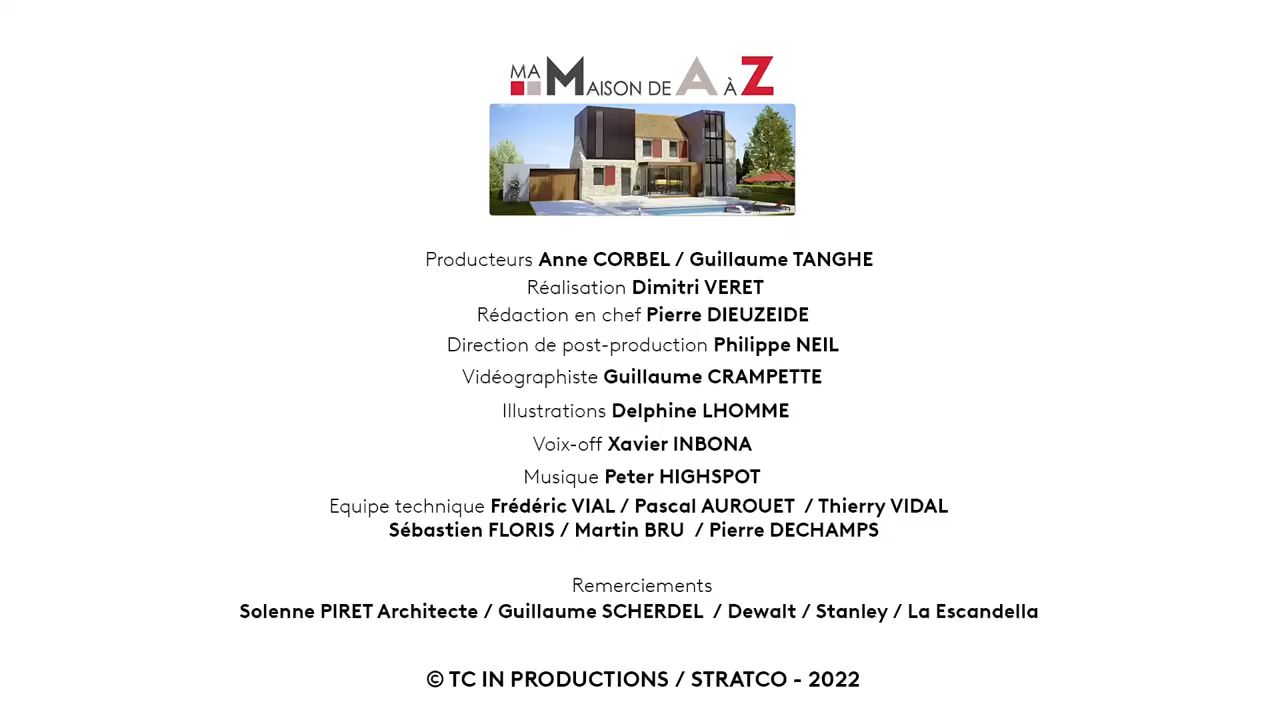 MA MAISON DE A À Z
Producteurs Anne CORBEL / Guillaume TANGHE
Réalisation Dimitri VERET
Rédaction en chef Pierre DIEUZEIDE
Direction de post-production Philippe NEIL
Vidéographiste Guillaume CRAMPETTE
Illustrations Delphine LHOMME
Voix-off Xavier INBONA
Musique Peter HIGHSPOT
Equipe technique Frédéric VIAL / Pascal AUROUET / Thierry VIDAL
Sébastien FLORIS / Martin BRU / Pierre DECHAMPS
Remerciements
Solenne PIRET Architecte / Guillaume SCHERDEL / Dewalt / Stanley / La Escandella
© TC IN PRODUCTIONS / STRATCO - 2022